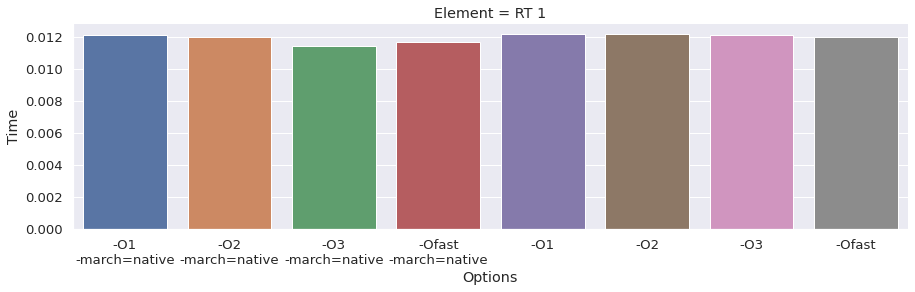 Element = RT 1
Time
0.012
0.010
0.008
0.006
0.004
0.002
0.000
-O1
-march=native
-O2
-march=native
-O3
-march=native
-Ofast
-march=native
-O1
-O2
-O3
-Ofast
Options